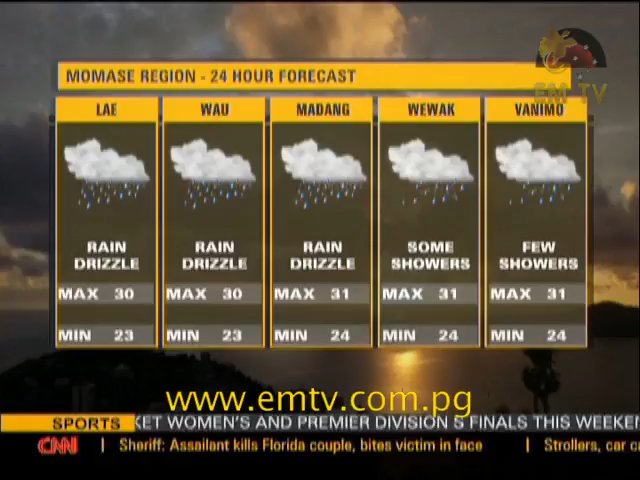 EM TV
MOMASE REGION - 24 HOUR FORECAST
LAE WAU MADANG WEWAK VANIMO
RAIN DRIZZLE RAIN DRIZZLE RAIN DRIZZLE SOME SHOWERS FEW SHOWERS
MAX 30 MAX 30 MAX 31 MAX 31 MAX 31
MIN 23 MIN 23 MIN 24 MIN 24 MIN 24
www.emtv.com.pg
SPORTS KET WOMEN'S AND PREMIER DIVISION 5 FINALS THIS WEEKEN
CNN | Sheriff: Assailant kills Florida couple, bites victim in face | Strollers, car c